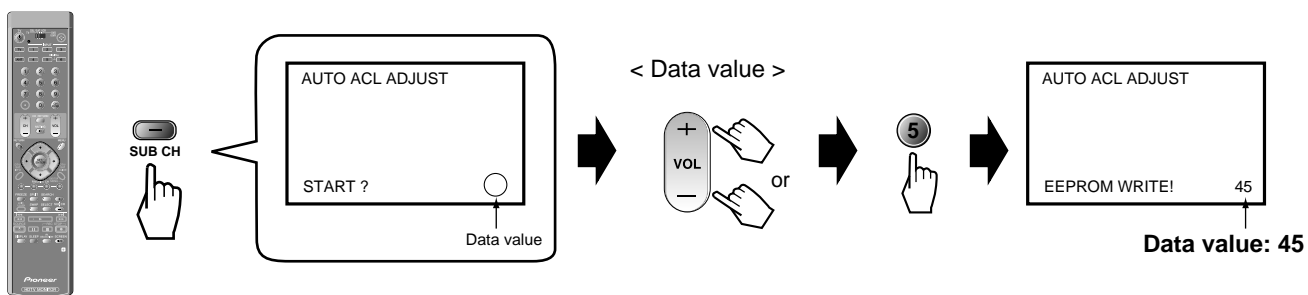 Pioneer
SUB CH
AUTO ACL ADJUST
START ?
Data value
< Data value >
+
VOL
–
or
5
AUTO ACL ADJUST
EEPROM WRITE! 45
Data value: 45